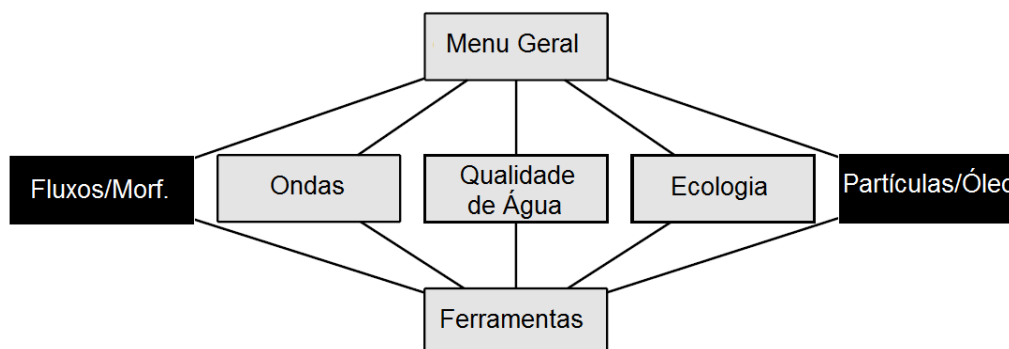 Menu Geral
Fluxos/Morf.
Ondas
Qualidade
de Água
Ecologia
Partículas/Óleo
Ferramentas